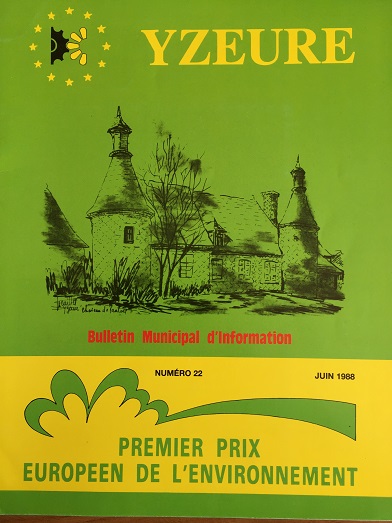 YZEURE
Bulletin Municipal d'Information
NUMÉRO 22
JUIN 1988
PREMIER PRIX
EUROPEEN DE L'ENVIRONNEMENT